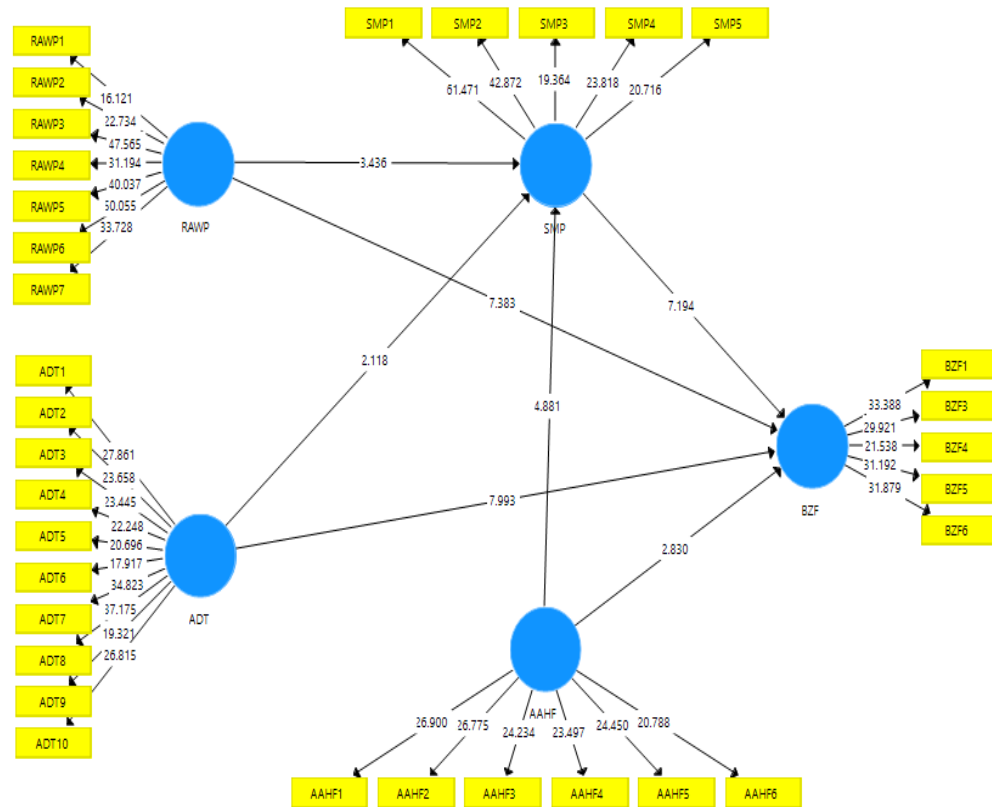 SMP1
SMP2
SMP3
SMP4
SMP5
61.471
42.872
19.364
23.818
20.716
RAWP1
RAWP2
RAWP3
RAWP4
RAWP5
RAWP6
RAWP7
16.121
22.734
47.565
31.194
40.037
50.055
33.728
RAWP
3.436
SMP
7.383
7.194
2.118
4.881
ADT1
ADT2
ADT3
ADT4
ADT5
ADT6
ADT7
ADT8
ADT9
ADT10
27.861
23.658
23.445
22.248
20.696
17.917
34.823
37.175
19.321
26.815
ADT
7.993
2.830
BZF
33.388
29.921
21.538
31.192
31.879
BZF1
BZF3
BZF4
BZF5
BZF6
AAHF
26.900
26.775
24.234
23.497
24.450
20.788
AAHF1
AAHF2
AAHF3
AAHF4
AAHF5
AAHF6